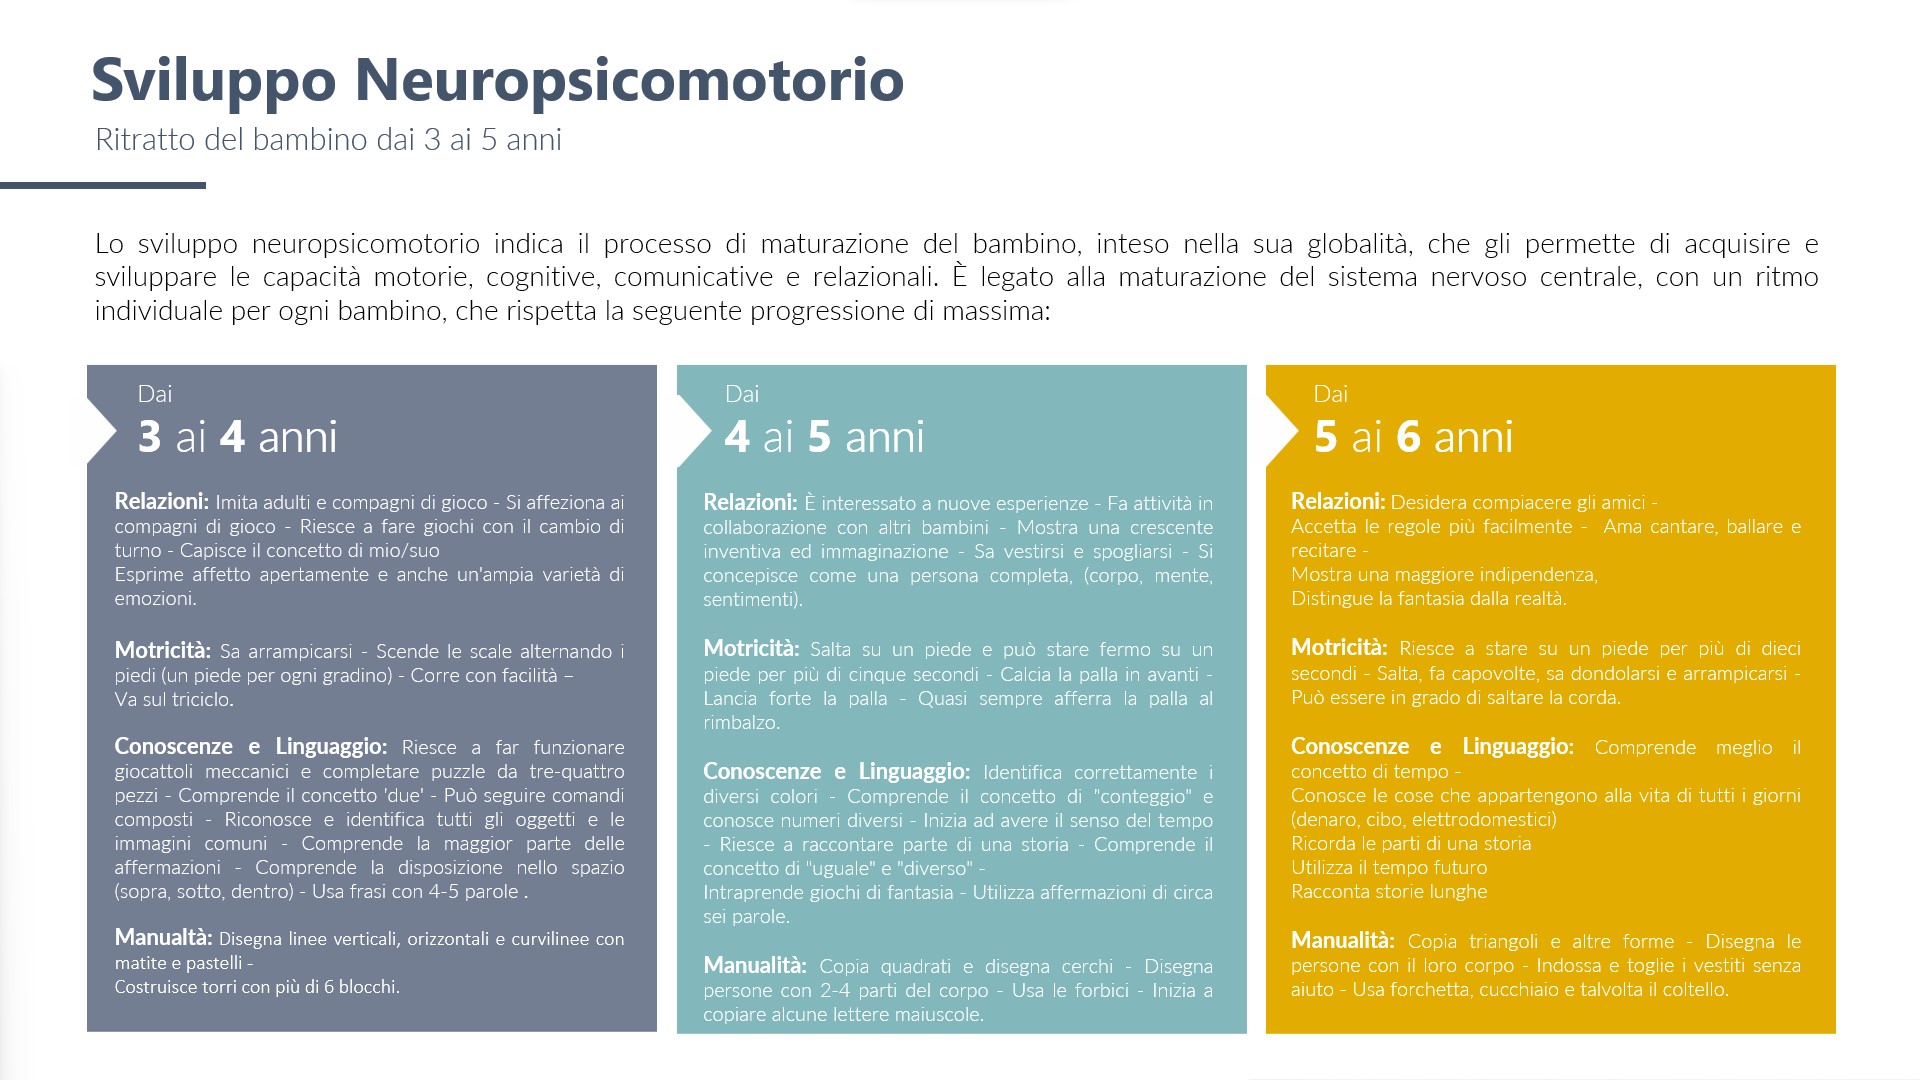 Sviluppo Neuropsicomotorio
Ritratto del bambino dai 3 ai 5 anni
Lo sviluppo neuropsicomotorio indica il processo di maturazione del bambino, inteso nella sua globalità, che gli permette di acquisire e
sviluppare le capacità motorie, cognitive, comunicative e relazionali. È legato alla maturazione del sistema nervoso centrale, con un ritmo
individuale per ogni bambino, che rispetta la seguente progressione di massima:
Dai
3 ai 4 anni
Relazioni: Imita adulti e compagni di gioco - Si affeziona ai
compagni di gioco - Riesce a fare giochi con il cambio di
turno - Capisce il concetto di mio/suo
Esprime affetto apertamente e anche un'ampia varietà di
emozioni.
Motricità: Sa arrampicarsi - Scende le scale alternando i
piedi (un piede per ogni gradino) - Corre con facilità –
Va sul triciclo.
Conoscenze e Linguaggio: Riesce a far funzionare
giocattoli meccanici e completare puzzle da tre-quattro
pezzi - Comprende il concetto 'due' - Può seguire comandi
composti - Riconosce e identifica tutti gli oggetti e le
immagini comuni - Comprende la maggior parte delle
affermazioni - Comprende la disposizione nello spazio
(sopra, sotto, dentro) - Usa frasi con 4-5 parole .
Manualtà: Disegna linee verticali, orizzontali e curvilinee con
matite e pastelli -
Costruisce torri con più di 6 blocchi.
Dai
4 ai 5 anni
Relazioni: È interessato a nuove esperienze - Fa attività in
collaborazione con altri bambini - Mostra una crescente
inventiva ed immaginazione - Sa vestirsi e spogliarsi - Si
concepisce come una persona completa, (corpo, mente,
sentimenti).
Motricità: Salta su un piede e può stare fermo su un
piede per più di cinque secondi - Calcia la palla in avanti -
Lancia forte la palla - Quasi sempre afferra la palla al
rimbalzo.
Conoscenze e Linguaggio: Identifica correttamente i
diversi colori - Comprende il concetto di "conteggio" e
conosce numeri diversi - Inizia ad avere il senso del tempo
- Riesce a raccontare parte di una storia - Comprende il
concetto di "uguale" e "diverso" -
Intraprende giochi di fantasia - Utilizza affermazioni di circa
sei parole.
Manualità: Copia quadrati e disegna cerchi - Disegna
persone con 2-4 parti del corpo - Usa le forbici - Inizia a
copiare alcune lettere maiuscole.
Dai
5 ai 6 anni
Relazioni: Desidera compiacere gli amici -
Accetta le regole più facilmente - Ama cantare, ballare e
recitare -
Mostra una maggiore indipendenza,
Distingue la fantasia dalla realtà.
Motricità: Riesce a stare su un piede per più di dieci
secondi - Salta, fa capovolte, sa dondolarsi e arrampicarsi -
Può essere in grado di saltare la corda.
Conoscenze e Linguaggio: Comprende meglio il
concetto di tempo -
Conosce le cose che appartengono alla vita di tutti i giorni
(denaro, cibo, elettrodomestici)
Ricorda le parti di una storia
Utilizza il tempo futuro
Racconta storie lunghe
Manualità: Copia triangoli e altre forme - Disegna le
persone con il loro corpo - Indossa e toglie i vestiti senza
aiuto - Usa forchetta, cucchiaio e talvolta il coltello.